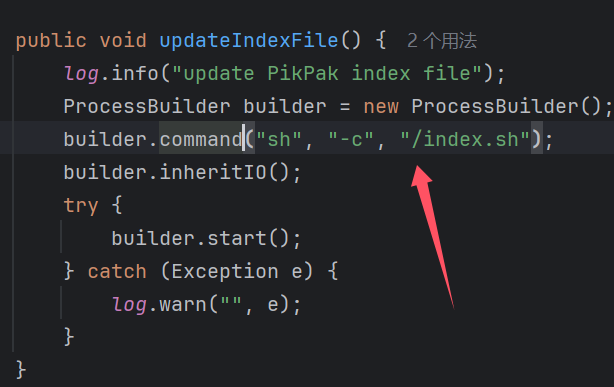 public void updateIndexFile() { 2 个用法
log.info("update PikPak index file");
ProcessBuilder builder = new ProcessBuilder();
builder.command("sh", "-c", "/index.sh");
builder.inheritIO();
try {
builder.start();
} catch (Exception e) {
log.warn("", e);
}
}